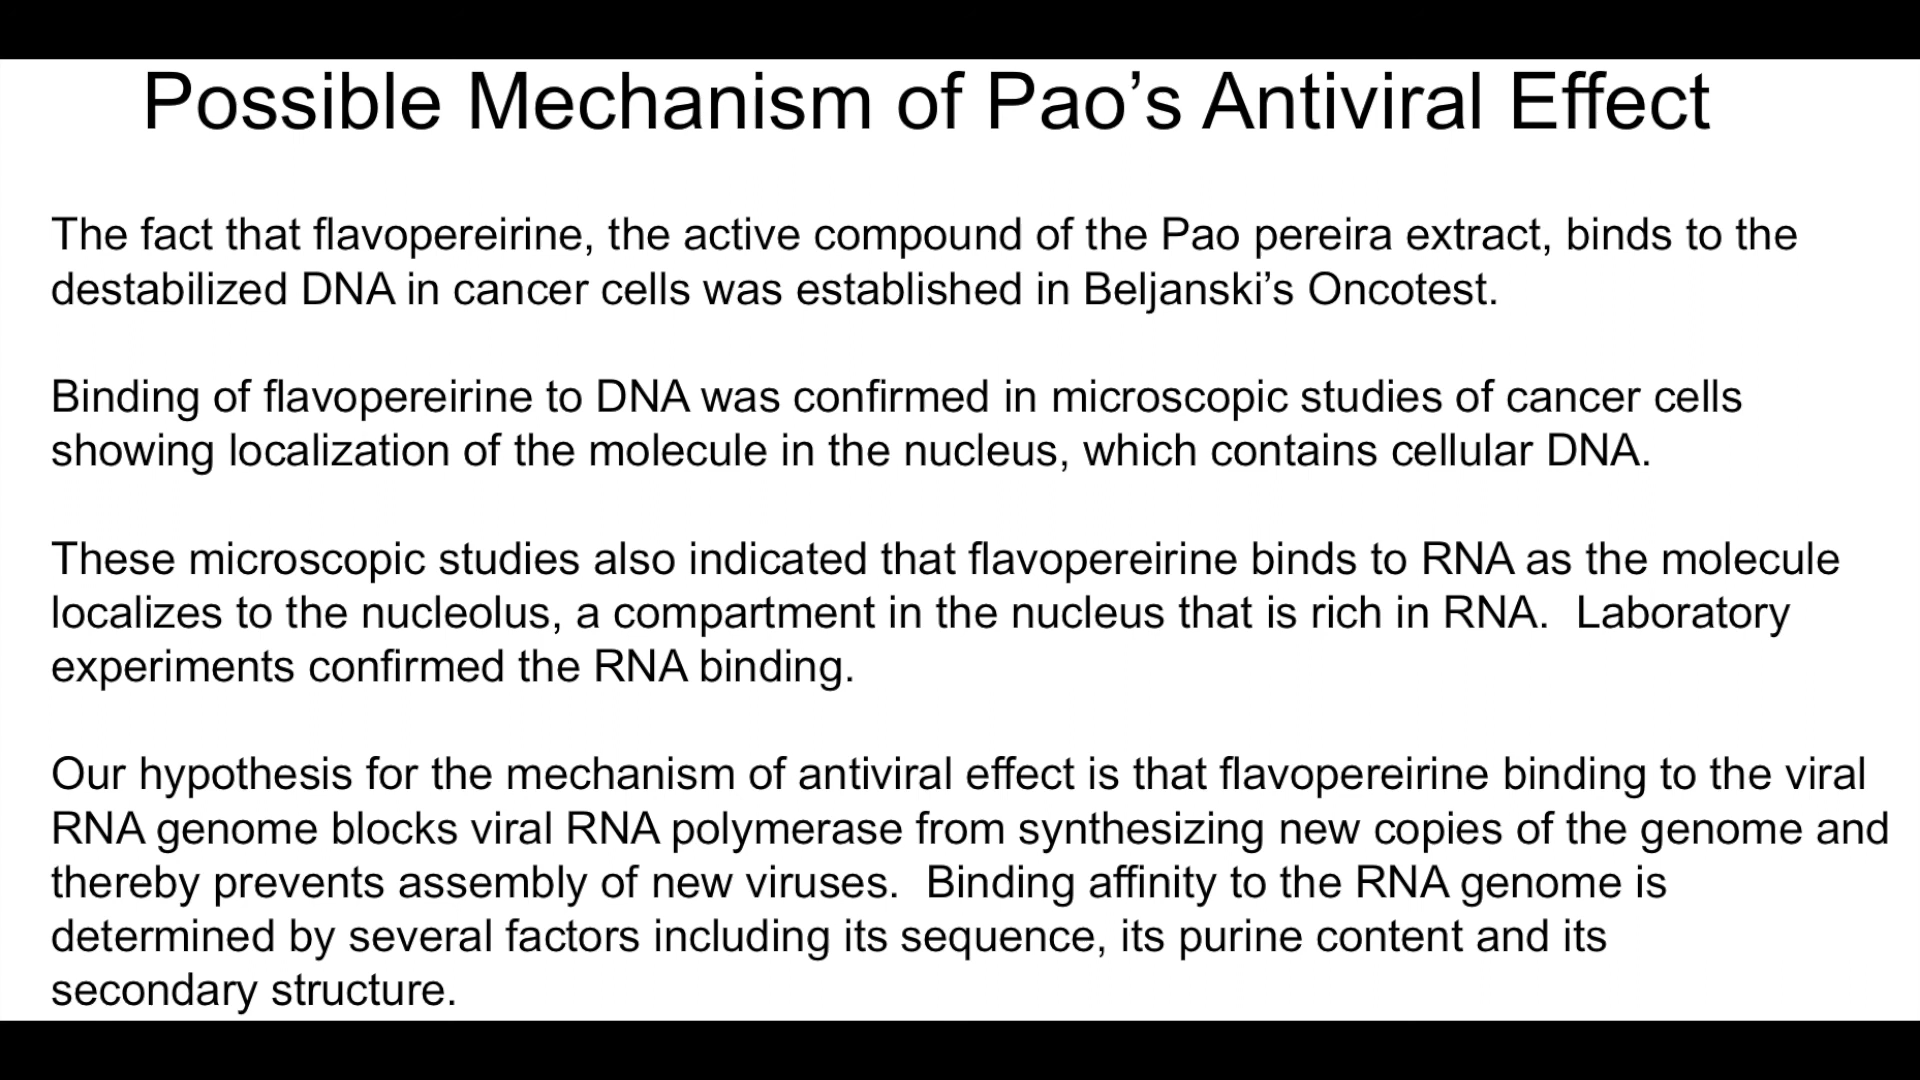 Possible Mechanism of Pao’s Antiviral Effect
The fact that flavopereirine, the active compound of the Pao pereira extract, binds to the
destabilized DNA in cancer cells was established in Beljanski’s Oncotest.
Binding of flavopereirine to DNA was confirmed in microscopic studies of cancer cells
showing localization of the molecule in the nucleus, which contains cellular DNA.
These microscopic studies also indicated that flavopereirine binds to RNA as the molecule
localizes to the nucleolus, a compartment in the nucleus that is rich in RNA.  Laboratory
experiments confirmed the RNA binding.
Our hypothesis for the mechanism of antiviral effect is that flavopereirine binding to the viral
RNA genome blocks viral RNA polymerase from synthesizing new copies of the genome and
thereby prevents assembly of new viruses.  Binding affinity to the RNA genome is
determined by several factors including its sequence, its purine content and its
secondary structure.